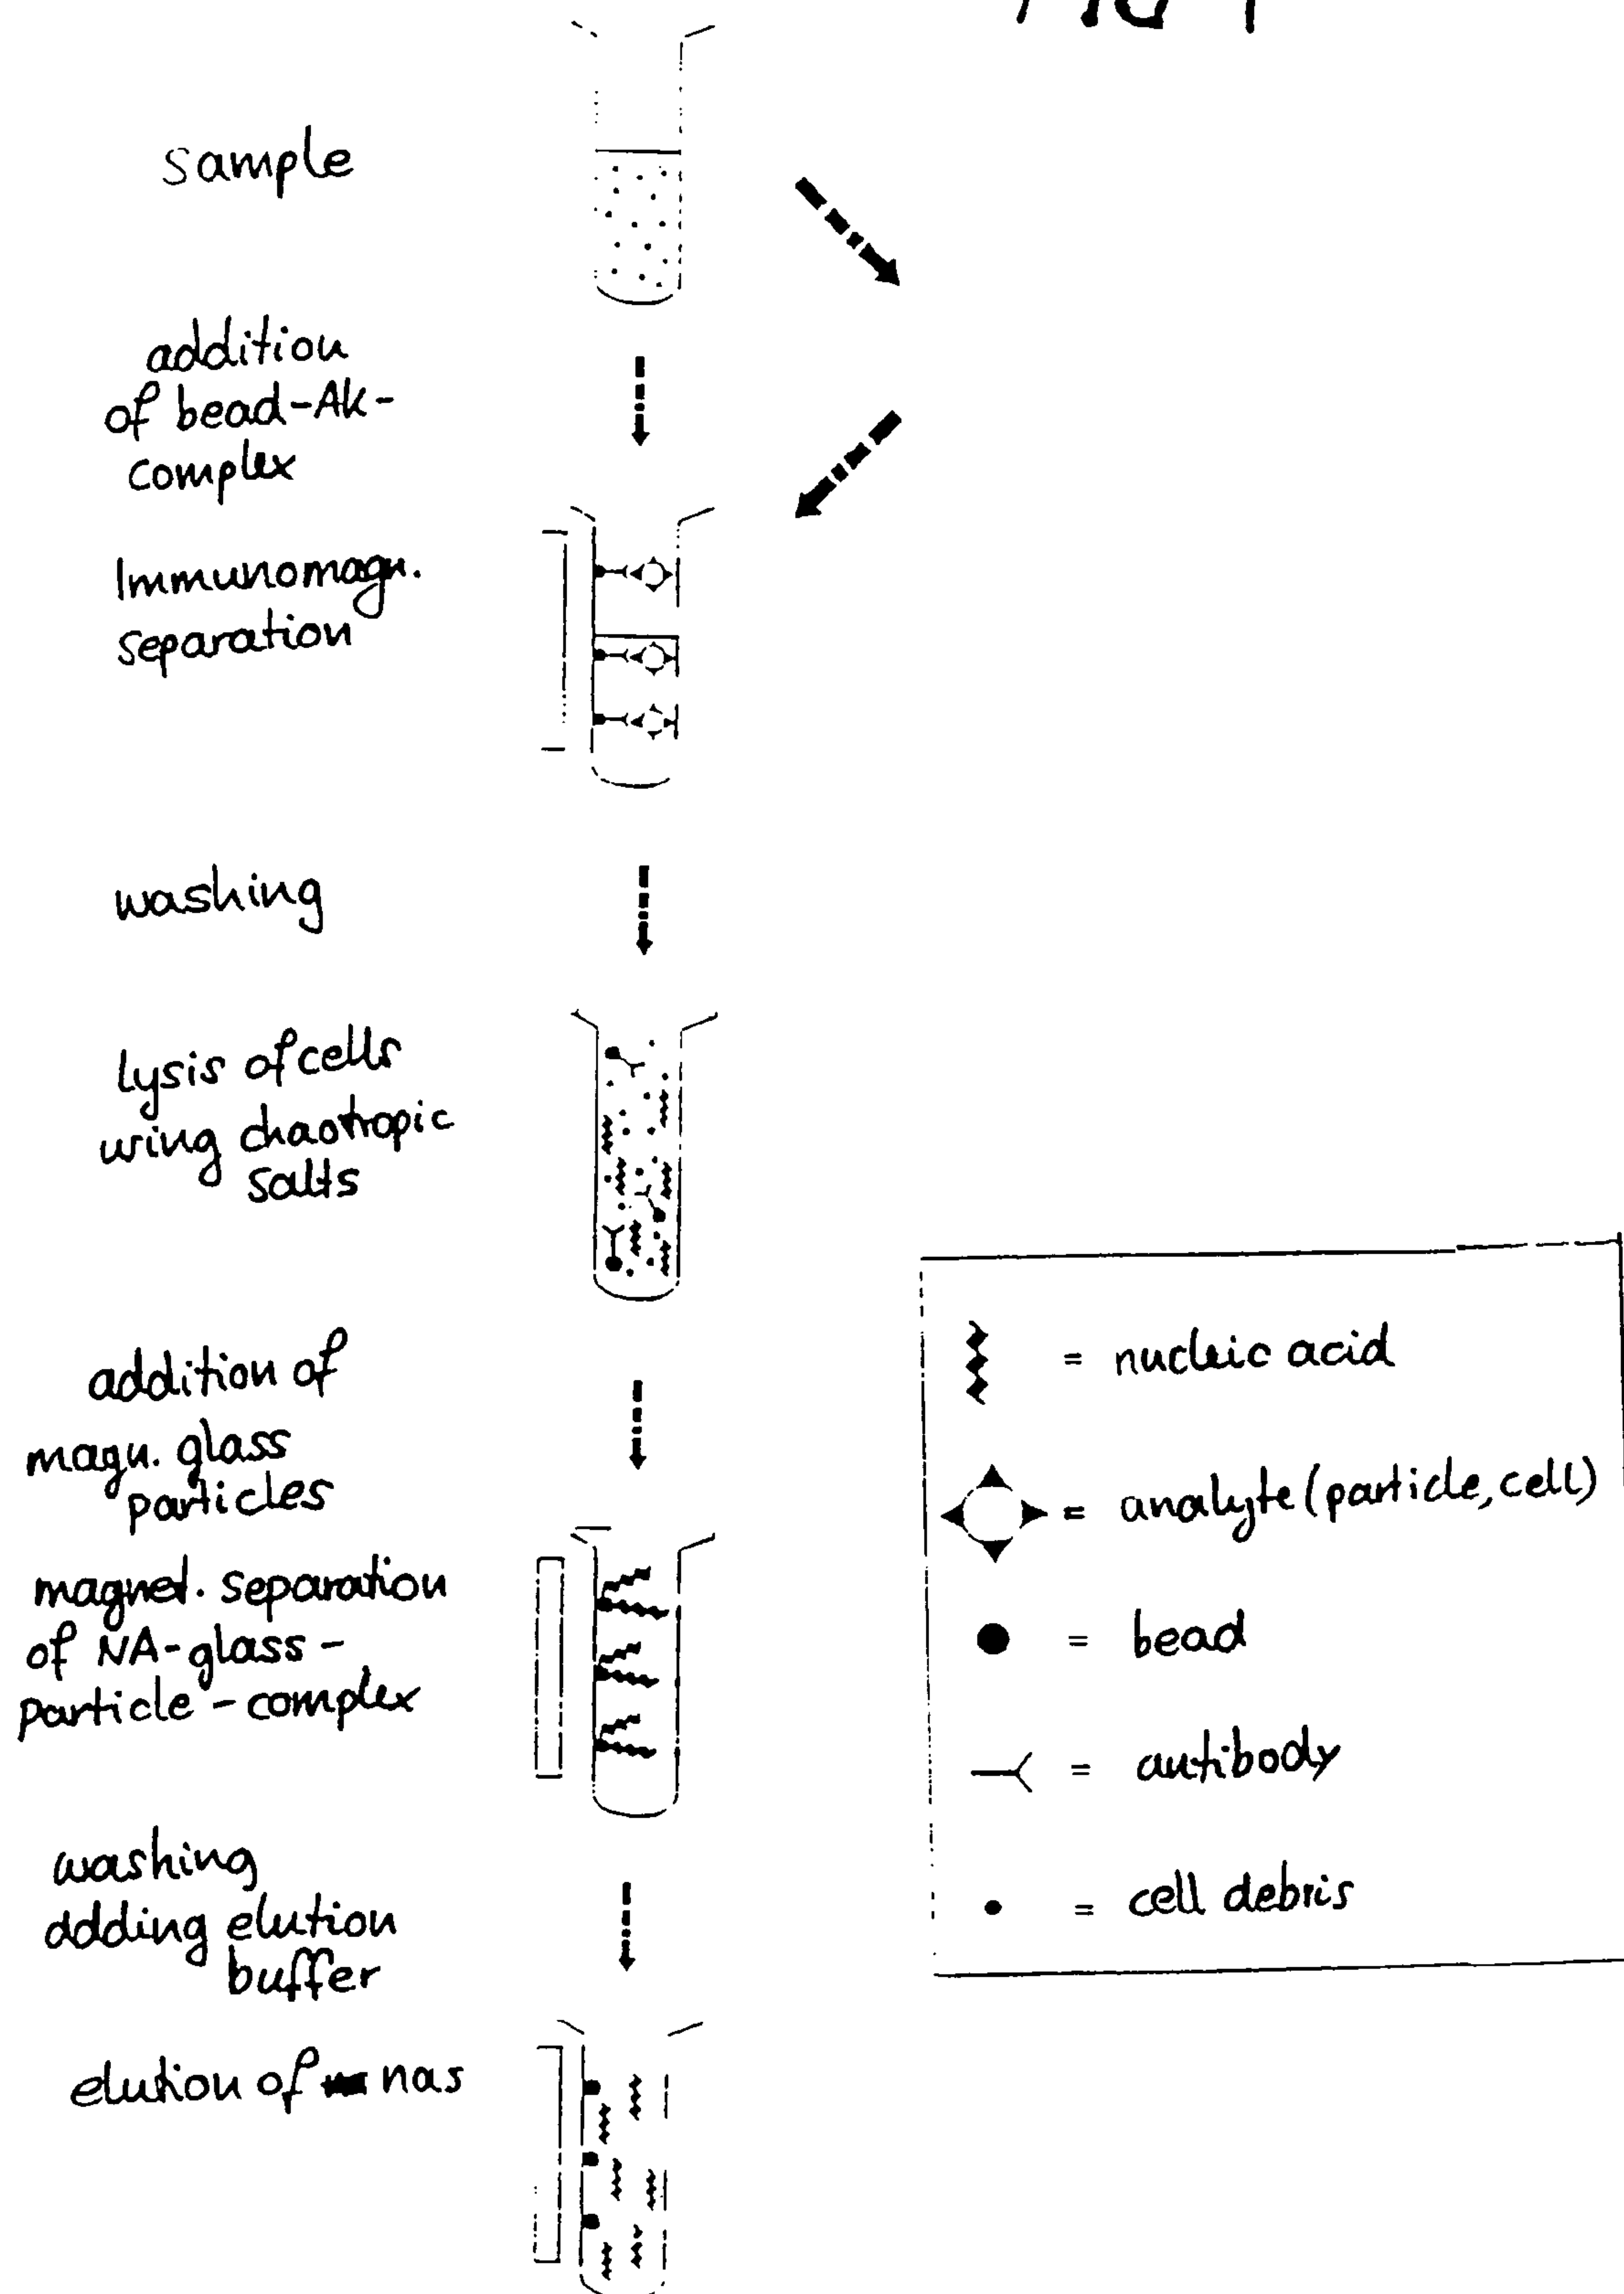 FIG 1
sample
addition
of bead-Ak-
complex
Immunomagn.
separation
washing
lysis of cells
using chaotropic
salts
addition of
magn. glass
particles
magnet. separation
of NA-glass-
particle-complex
washing
adding elution
buffer
elution of nas
= nucleic acid
= analyte (particle, cell)
= bead
= antibody
= cell debris